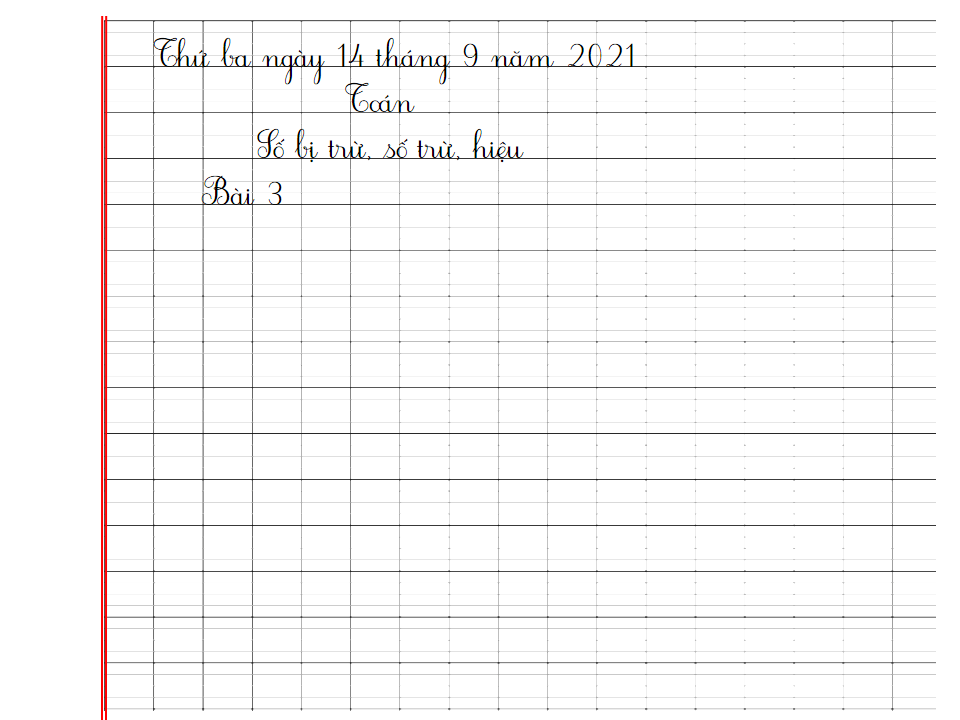 Thứ ba ngày 14 tháng 9 năm 2021
Toán
Số bị trừ, số trừ, hiệu
Bài 3